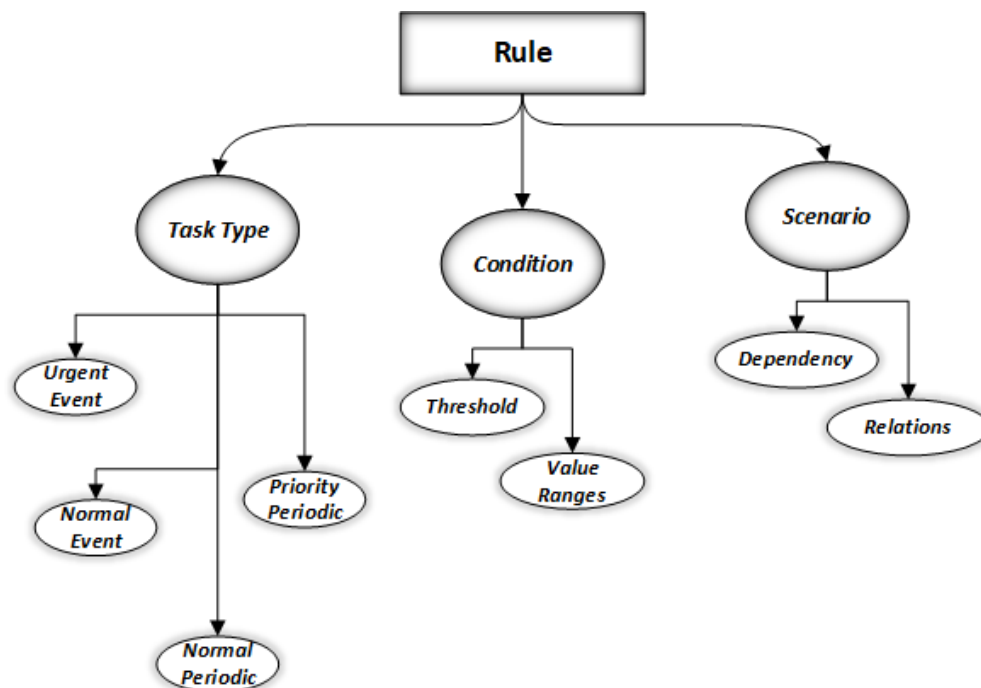 Rule
Task Type
Condition
Scenario
Urgent
Event
Normal
Event
Priority
Periodic
Normal
Periodic
Threshold
Value
Ranges
Dependency
Relations